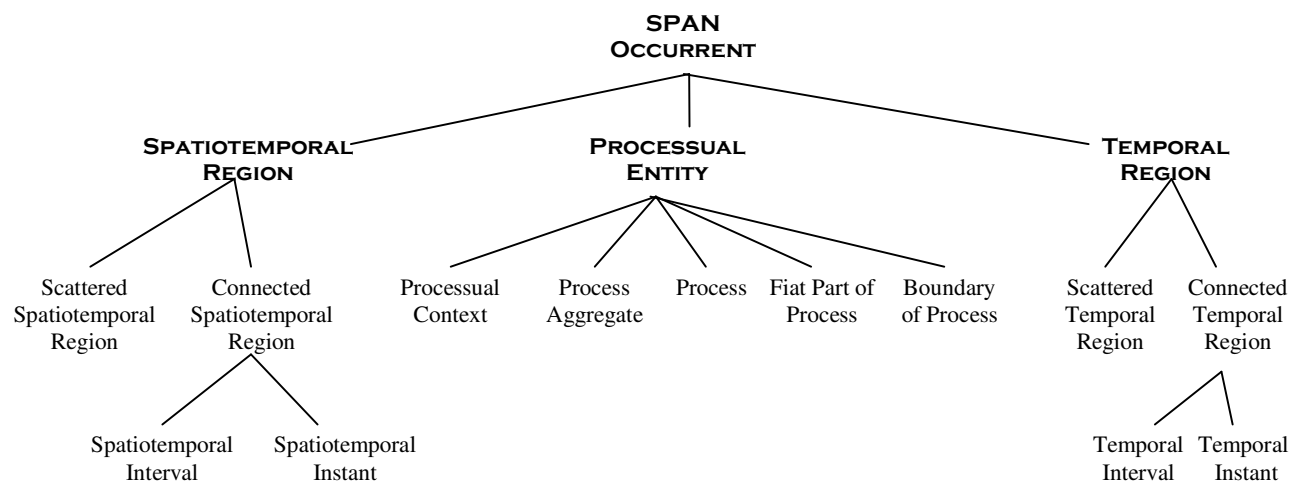 SPAN
OCCURRENT
SPATIOTEMPORAL
REGION
PROCESSUAL
ENTITY
TEMPORAL
REGION
Scattered
Spatiotemporal
Region
Connected
Spatiotemporal
Region
Processual
Context
Process
Aggregate
Process
Fiat Part of
Process
Boundary
of Process
Scattered
Temporal
Region
Connected
Temporal
Region
Spatiotemporal
Interval
Spatiotemporal
Instant
Temporal
Interval
Temporal
Instant